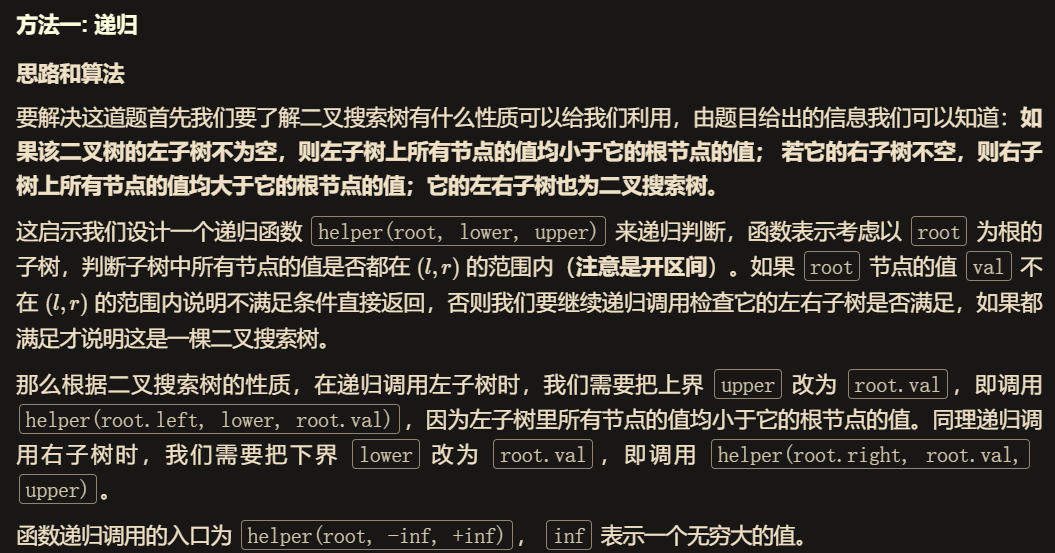 方法一: 递归
思路和算法
要解决这道题首先我们要了解二叉搜索树有什么性质可以给我们利用，由题目给出的信息我们可以知道：如
果该二叉树的左子树不为空，则左子树上所有节点的值均小于它的根节点的值； 若它的右子树不空，则右子
树上所有节点的值均大于它的根节点的值；它的左右子树也为二叉搜索树。
这启示我们设计一个递归函数 helper(root, lower, upper) 来递归判断，函数表示考虑以 root 为根的
子树，判断子树中所有节点的值是否都在 (l,r) 的范围内（注意是开区间）。如果 root 节点的值 val 不
在 (l,r) 的范围内说明不满足条件直接返回，否则我们要继续递归调用检查它的左右子树是否满足，如果都
满足才说明这是一棵二叉搜索树。
那么根据二叉搜索树的性质，在递归调用左子树时，我们需要把上界 upper 改为 root.val，即调用
helper(root.left, lower, root.val)，因为左子树里所有节点的值均小于它的根节点的值。同理递归调
用右子树时，我们需要把下界 lower 改为 root.val，即调用 helper(root.right, root.val,
upper)。
函数递归调用的入口为 helper(root, -inf, +inf)， inf 表示一个无穷大的值。